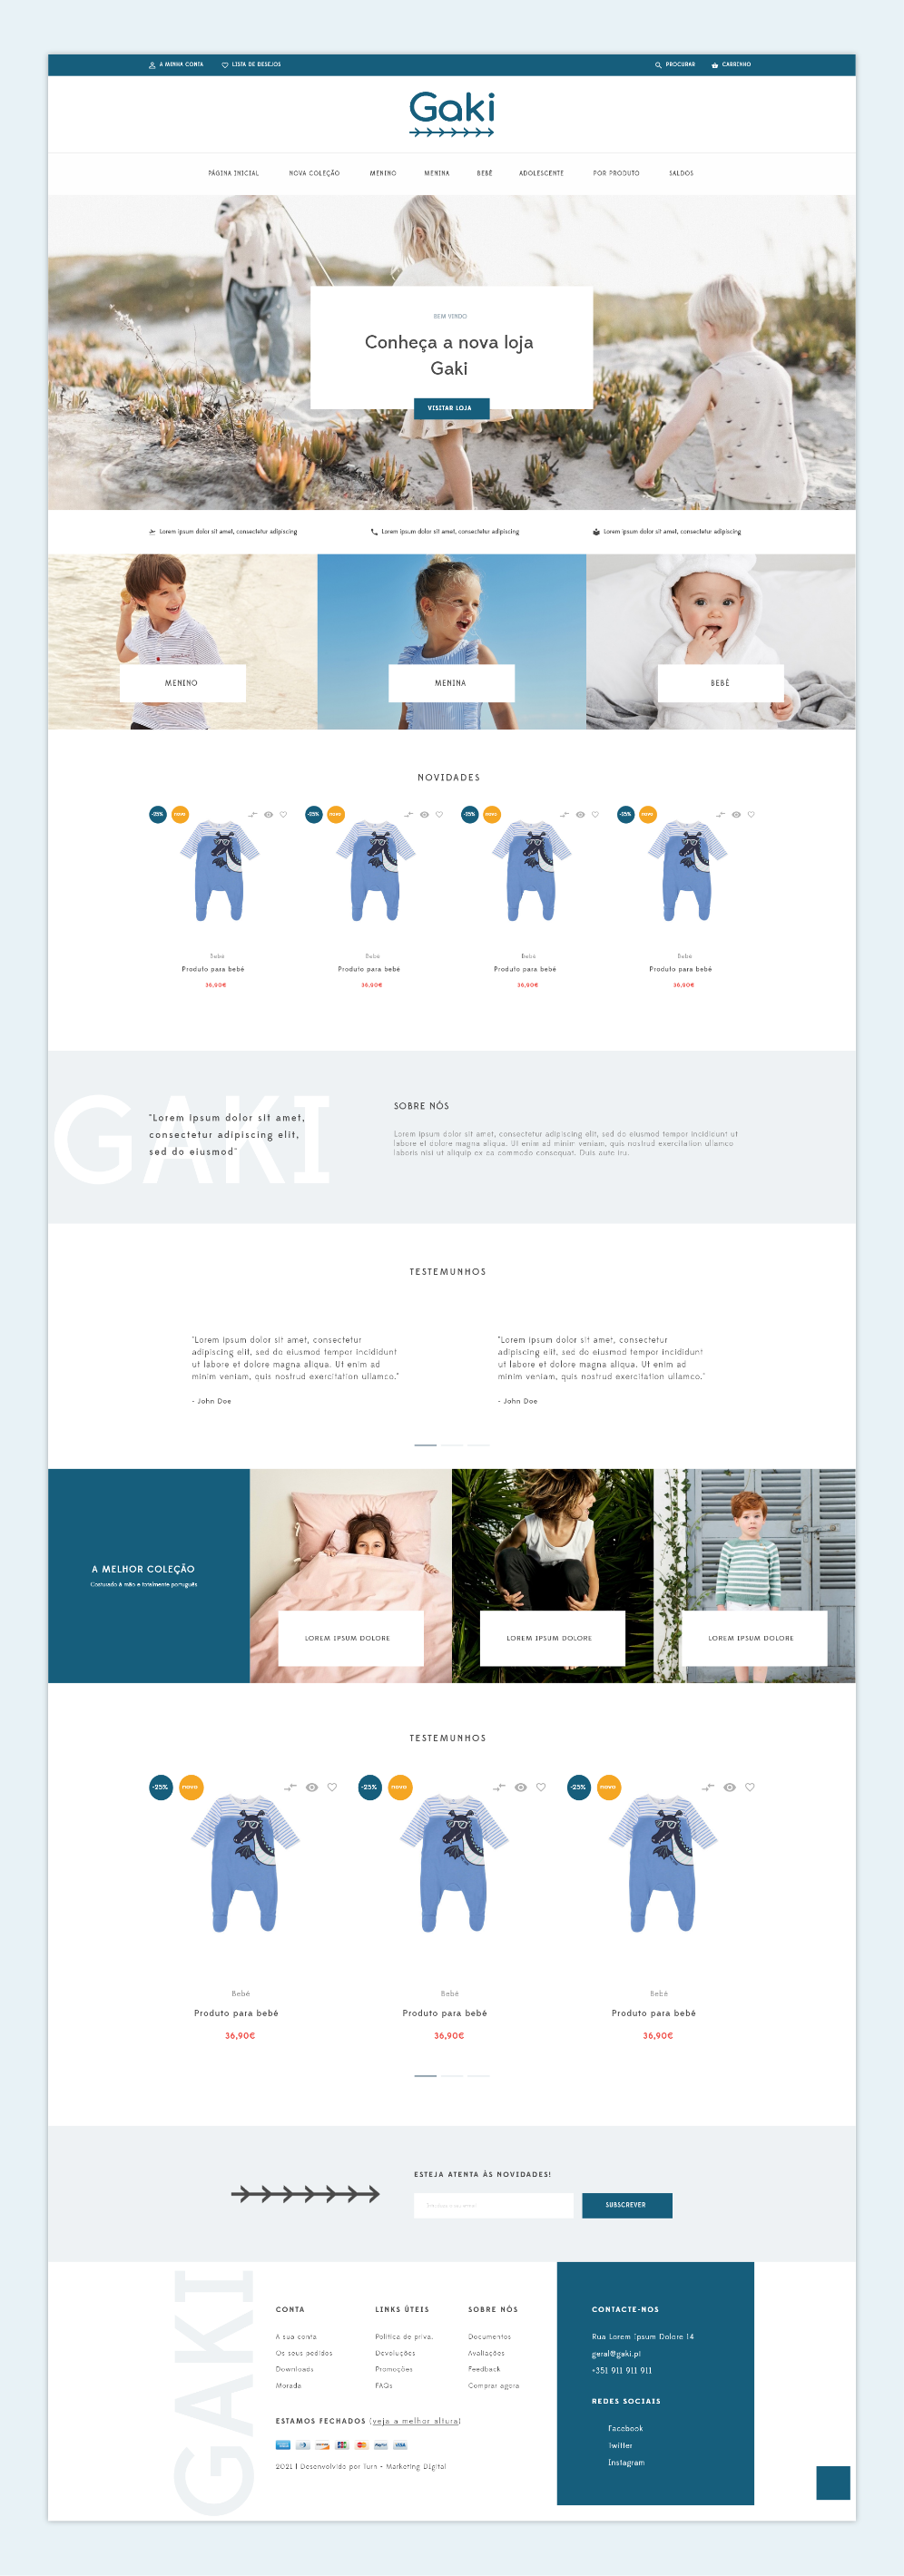 A MINHA CONTA
LISTA DE DESEJOS
PROCURAR
CARRINHO
Gaki
PÁGINA INICIAL
NOVA COLEÇÃO
MENINO
MENINA
BEBÉ
ADOLESCENTE
POR PRODUTO
SALDOS
BEM VINDO
Conheça a nova loja
Gaki
VISITAR LOJA
Lorem ipsum dolor sit amet, consectetur adipiscing
Lorem ipsum dolor sit amet, consectetur adipiscing
Lorem ipsum dolor sit amet, consectetur adipiscing
MENINO
MENINA
BEBÉ
NOVIDADES
-25%
novo
-25%
novo
-25%
novo
-25%
novo
Bebé
Bebé
Bebé
Bebé
Produto para bebé
Produto para bebé
Produto para bebé
Produto para bebé
36,90€
36,90€
36,90€
36,90€
GAKI
"Lorem ipsum dolor sit amet,
consectetur adipiscing elit,
sed do eiusmod"
SOBRE NÓS
Lorem ipsum dolor sit amet, consectetur adipiscing elit, sed do eiusmod tempor incididunt ut
labore et dolore magna aliqua. Ut enim ad minim veniam, quis nostrud exercitation ullamco
laboris nisi ut aliquip ex ea commodo consequat. Duis aute iru.
TESTEMUNHOS
"Lorem ipsum dolor sit amet, consectetur
adipiscing elit, sed do eiusmod tempor incididunt
ut labore et dolore magna aliqua. Ut enim ad
minim veniam, quis nostrud exercitation ullamco."
- John Doe
"Lorem ipsum dolor sit amet, consectetur
adipiscing elit, sed do eiusmod tempor incididunt
ut labore et dolore magna aliqua. Ut enim ad
minim veniam, quis nostrud exercitation ullamco."
- John Doe
A MELHOR COLEÇÃO
Costurado à mão e totalmente português
LOREM IPSUM DOLORE
LOREM IPSUM DOLORE
LOREM IPSUM DOLORE
TESTEMUNHOS
-25%
novo
-25%
novo
-25%
novo
Bebé
Bebé
Bebé
Produto para bebé
Produto para bebé
Produto para bebé
36,90€
36,90€
36,90€
ESTEJA ATENTA ÀS NOVIDADES!
SUBSCREVER
GAKI
CONTA
A sua conta
Os seus pedidos
Downloads
Morada
LINKS ÚTEIS
Política de priva.
Devoluções
Promoções
FAQs
SOBRE NÓS
Documentos
Avaliações
Feedback
Comprar agora
ESTAMOS FECHADOS (veja a melhor altura)
2021 | Desenvolvido por Turn - Marketing Digital
CONTACTE-NOS
Rua Lorem Ipsum Dolore 14
geral@gaki.pl
+351 911 911 911
REDES SOCIAIS
Facebook
Twitter
Instagram